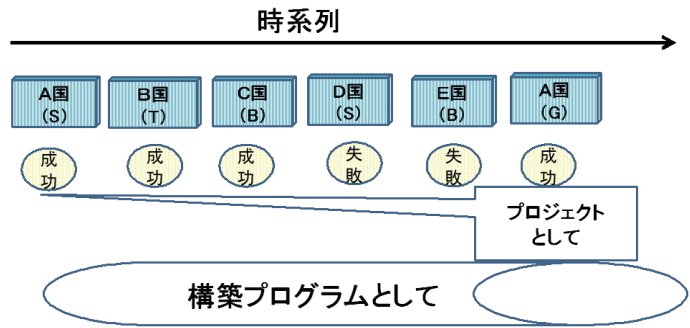 時系列
A国
(S)
B国
(T)
C国
(B)
D国
(S)
E国
(B)
A国
(G)
成
功
成
功
成
功
失
敗
失
敗
成
功
プロジェクト
として
構築プログラムとして